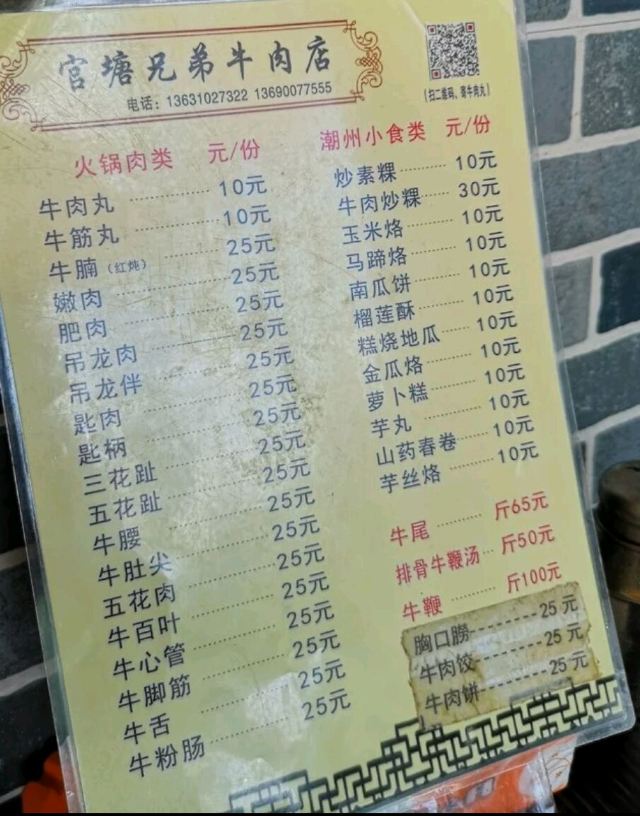 官塘兄弟牛肉店
电话：13631027322 13690077555
（扫二维码、寄牛肉丸）
火锅肉类 元/份
牛肉丸 10元
牛筋丸 10元
牛腩（红炖） 25元
嫩肉 25元
肥肉 25元
吊龙肉 25元
吊龙伴 25元
匙肉 25元
匙柄 25元
三花趾 25元
五花趾 25元
牛腰 25元
牛肚尖 25元
五花肉 25元
牛百叶 25元
牛心管 25元
牛脚筋 25元
牛舌 25元
牛粉肠 25元
潮州小食类 元/份
炒素粿 10元
牛肉炒粿 30元
玉米烙 10元
马蹄烙 10元
南瓜饼 10元
榴莲酥 10元
糕烧地瓜 10元
金瓜烙 10元
萝卜糕 10元
芋丸 10元
山药春卷 10元
芋丝烙 10元
牛尾 斤65元
排骨牛鞭汤 斤50元
牛鞭 斤100元
胸口朥 25 元
牛肉饺 25 元
牛肉饼 25 元